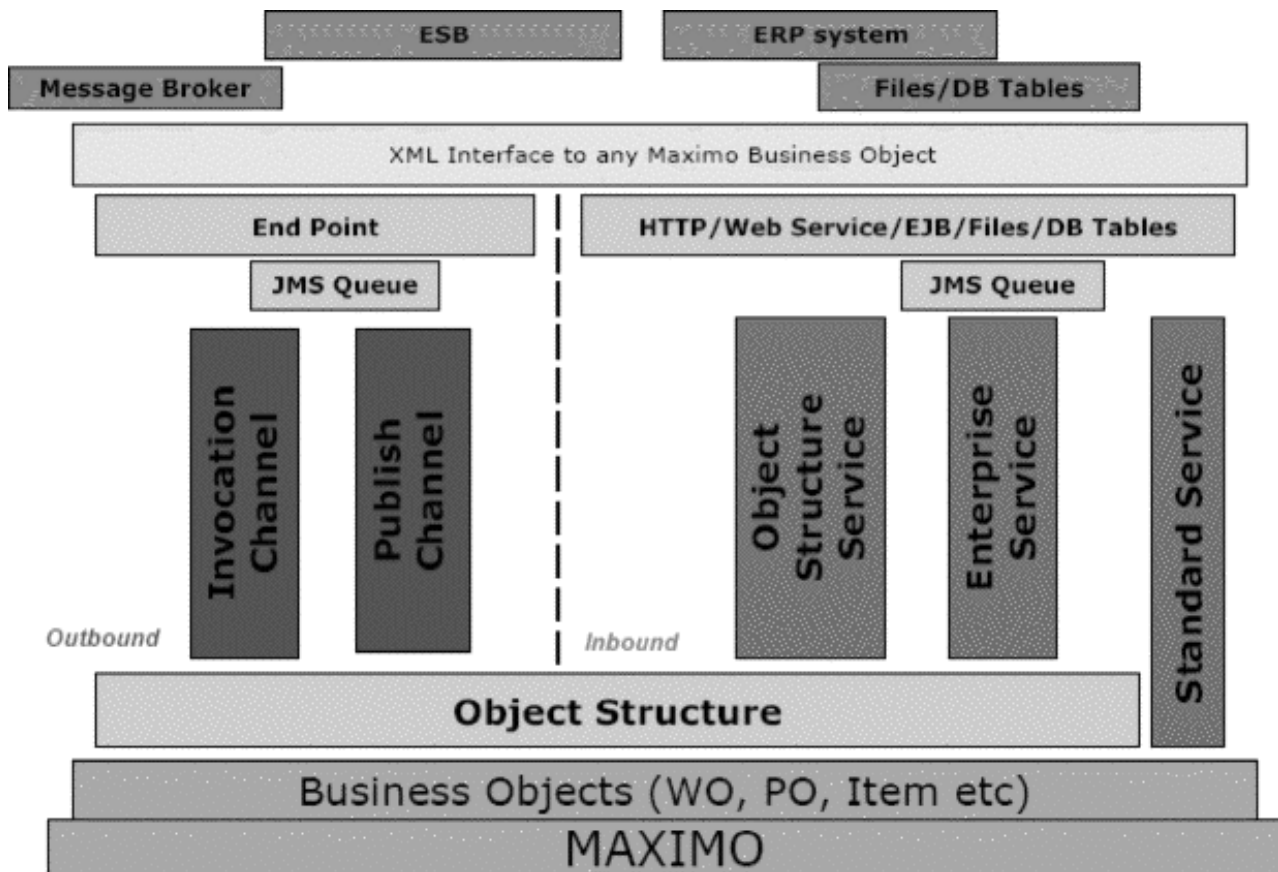 ESB
ERP system
Message Broker
Files/DB Tables
XML Interface to any Maximo Business Object
End Point
HTTP/Web Service/EJB/Files/DB Tables
JMS Queue
JMS Queue
Invocation
Channel
Publish
Channel
Object
Structure
Service
Enterprise
Service
Standard Service
Outbound
Inbound
Object Structure
Business Objects (WO, PO, Item etc)
MAXIMO